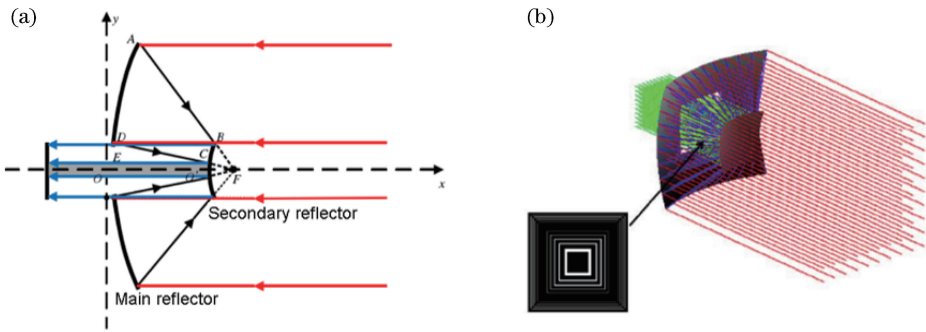 (a)
y
A
D
B
E
C
O
O'
F
x
Secondary reflector
Main reflector
(b)